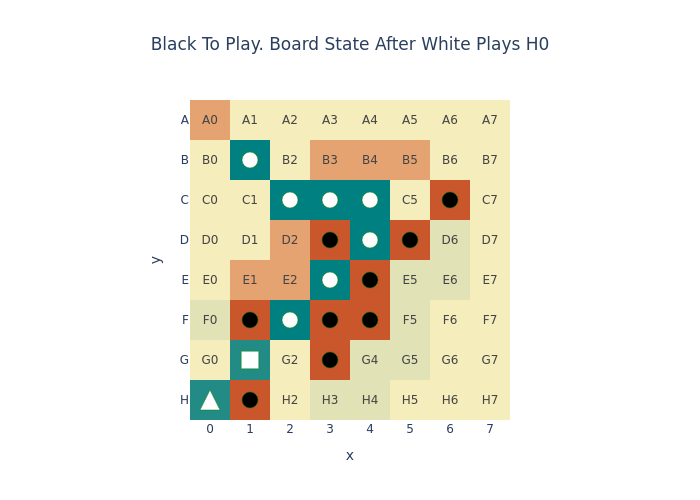 Black To Play. Board State After White Plays H0
A A0 A1 A2 A3 A4 A5 A6 A7
B B0 B2 B3 B4 B5 B6 B7
C C0 C1 C5 C7
D D0 D1 D2 D6 D7
y
E E0 E1 E2 E5 E6 E7
F F0 F5 F6 F7
G G0 G2 G4 G5 G6 G7
H H2 H3 H4 H5 H6 H7
0 1 2 3 4 5 6 7
x